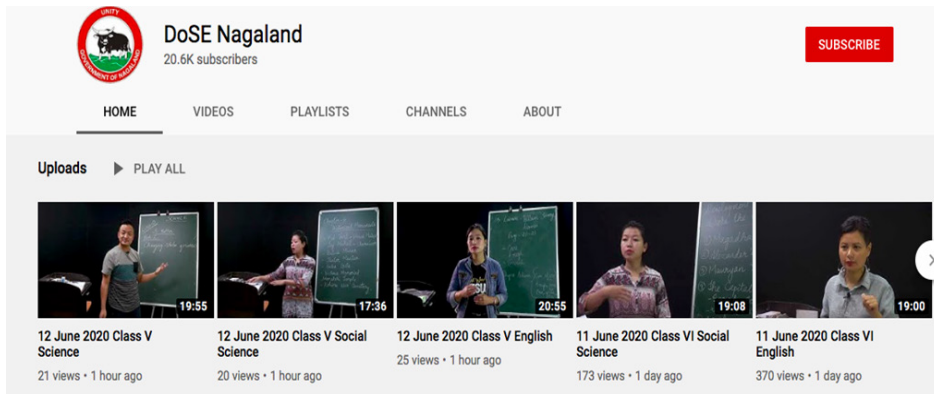 UNITY
GOVERNMENT OF NAGALAND
DoSE Nagaland
20.6K subscribers
SUBSCRIBE
HOME VIDEOS PLAYLISTS CHANNELS ABOUT
Uploads PLAY ALL
19:55 17:36 20:55 19:08 19:00
12 June 2020 Class V
Science
21 views • 1 hour ago
12 June 2020 Class V Social
Science
20 views • 1 hour ago
12 June 2020 Class V English
25 views • 1 hour ago
11 June 2020 Class VI Social
Science
173 views • 1 day ago
11 June 2020 Class VI
English
370 views • 1 day ago